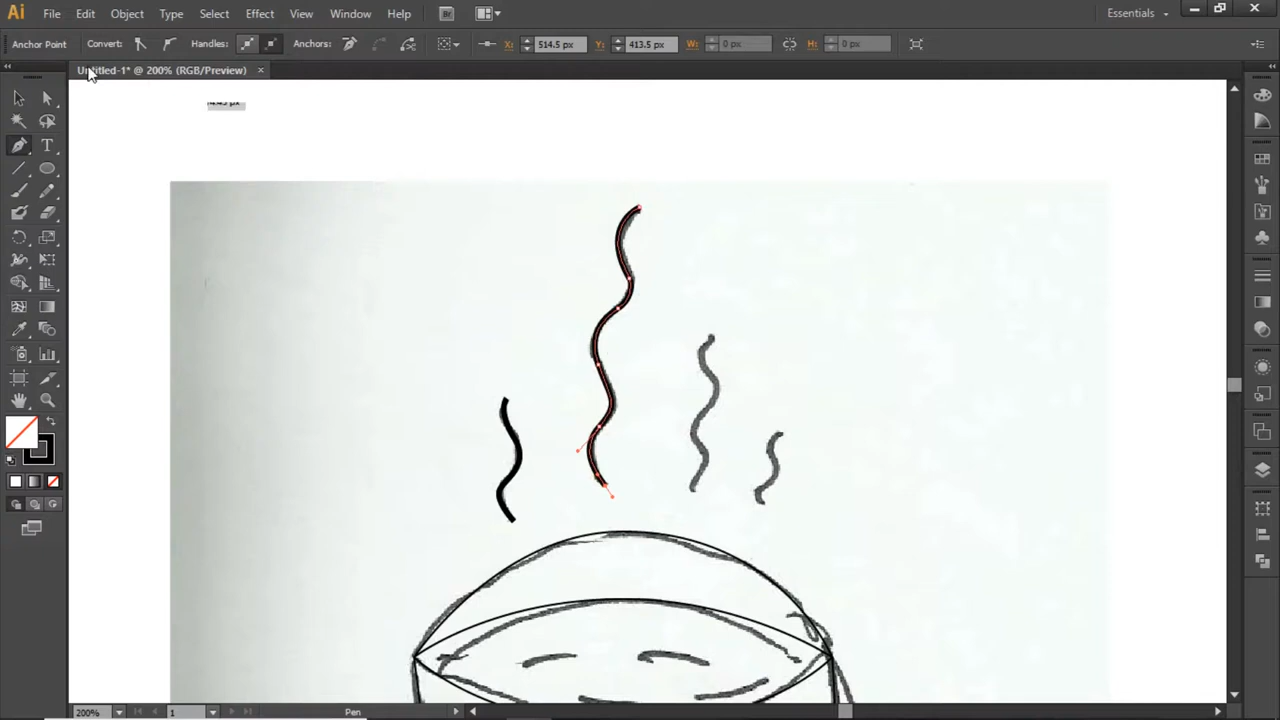 Ai File Edit Object Type Select Effect View Window Help Br Essentials
Anchor Point Convert: Handles: Anchors: X: 514.5 px Y: 413.5 px W: 0 px H: 0 px
Untitled-1* @ 200% (RGB/Preview) ×
T
200% 1 Pen